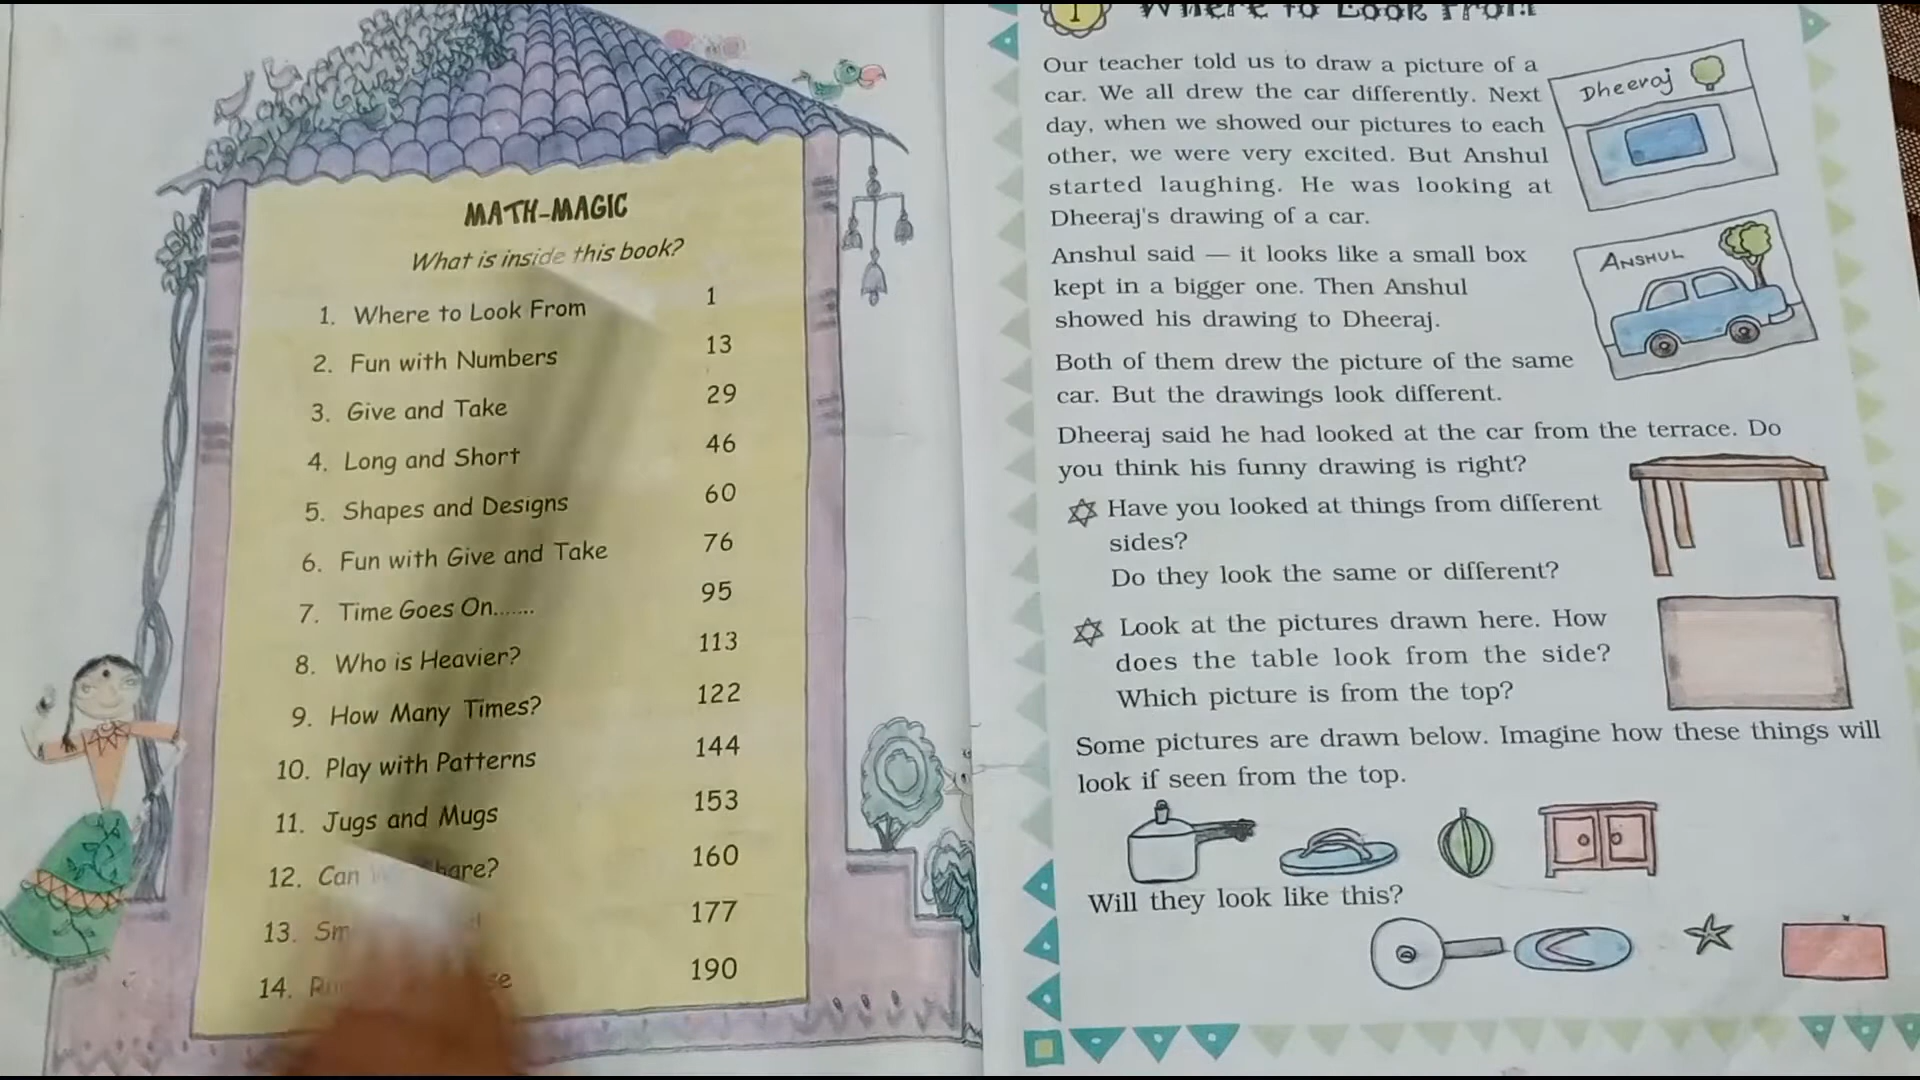 MATH-MAGIC
What is inside this book?
1. Where to Look From 1
2. Fun with Numbers 13
3. Give and Take 29
4. Long and Short 46
5. Shapes and Designs 60
6. Fun with Give and Take 76
7. Time Goes On....... 95
8. Who is Heavier? 113
9. How Many Times? 122
10. Play with Patterns 144
11. Jugs and Mugs 153
12. Can 160
13. 177
14. 190
1 Where to Look From
Our teacher told us to draw a picture of a
car. We all drew the car differently. Next
day, when we showed our pictures to each
other, we were very excited. But Anshul
started laughing. He was looking at
Dheeraj's drawing of a car.
Dheeraj
Anshul said — it looks like a small box
kept in a bigger one. Then Anshul
showed his drawing to Dheeraj.
ANSHUL
Both of them drew the picture of the same
car. But the drawings look different.
Dheeraj said he had looked at the car from the terrace. Do
you think his funny drawing is right?
Have you looked at things from different
sides?
Do they look the same or different?
Look at the pictures drawn here. How
does the table look from the side?
Which picture is from the top?
Some pictures are drawn below. Imagine how these things will
look if seen from the top.
Will they look like this?